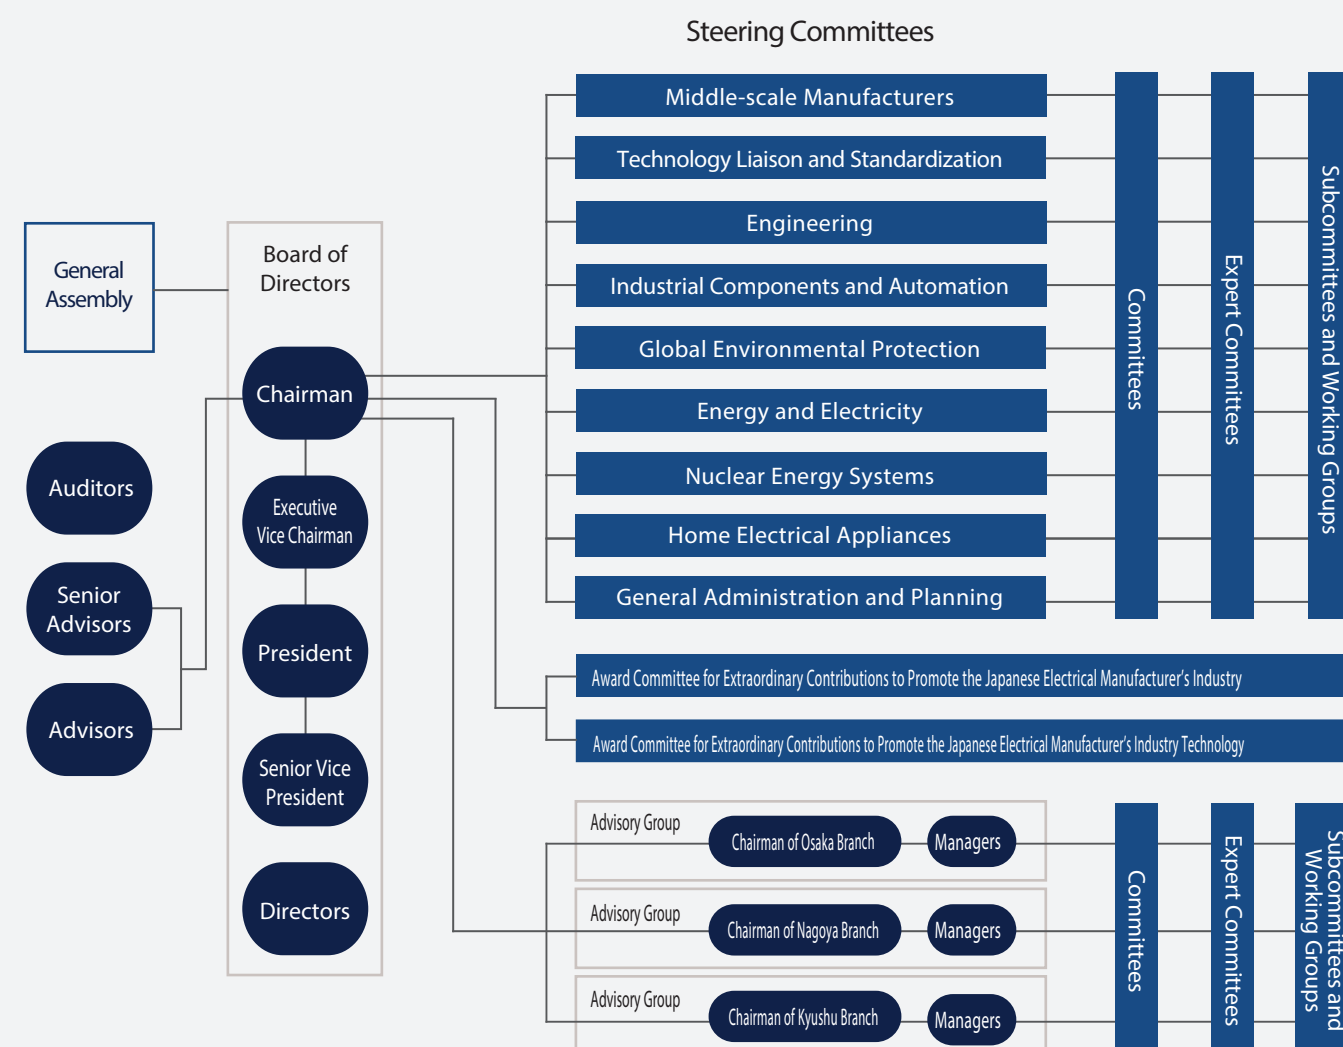 Steering Committees
General
Assembly
Board of
Directors
Chairman
Executive
Vice Chairman
President
Senior Vice
President
Directors
Auditors
Senior
Advisors
Advisors
Middle-scale Manufacturers
Technology Liaison and Standardization
Engineering
Industrial Components and Automation
Global Environmental Protection
Energy and Electricity
Nuclear Energy Systems
Home Electrical Appliances
General Administration and Planning
Committees
Expert Committees
Subcommittees and Working Groups
Award Committee for Extraordinary Contributions to Promote the Japanese Electrical Manufacturer's Industry
Award Committee for Extraordinary Contributions to Promote the Japanese Electrical Manufacturer's Industry Technology
Advisory Group
Chairman of Osaka Branch
Managers
Advisory Group
Chairman of Nagoya Branch
Managers
Advisory Group
Chairman of Kyushu Branch
Managers
Committees
Expert Committees
Subcommittees and
Working Groups